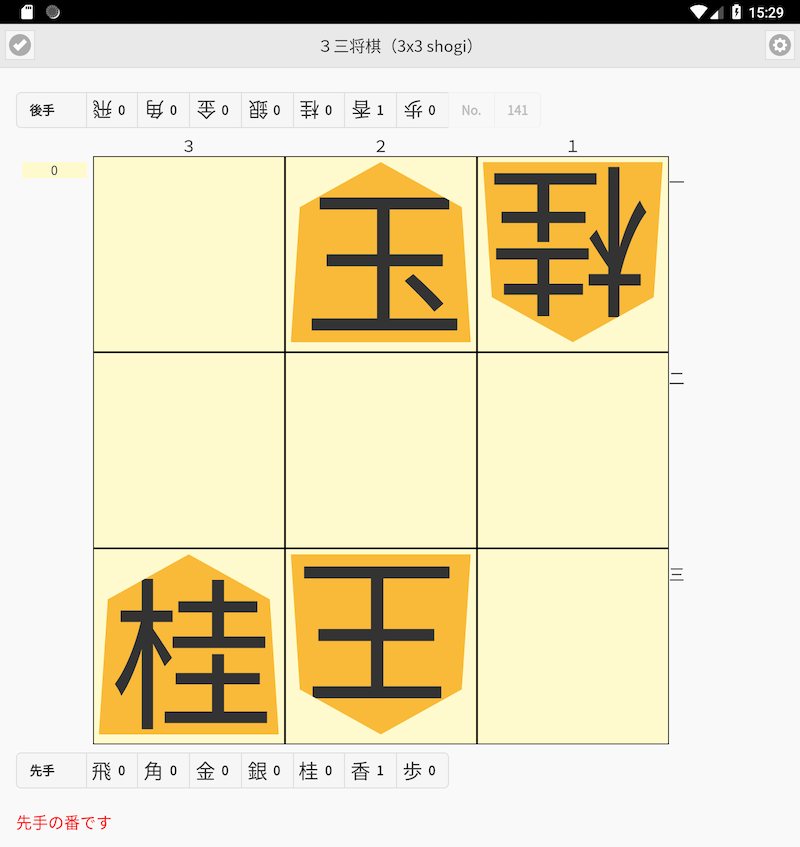 15:29
3三将棋（3x3 shogi）
後手 飛 0 角 0 金 0 銀 0 桂 0 香 1 歩 0 No. 141
3 2 1
0
玉 桂 一
二
桂 王 三
先手 飛 0 角 0 金 0 銀 0 桂 0 香 1 歩 0
先手の番です